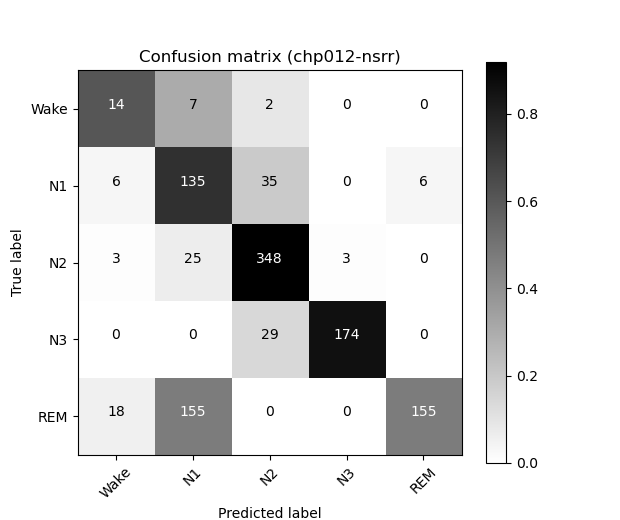 Confusion matrix (chp012-nsrr)
True label
Wake 14 7 2 0 0
N1 6 135 35 0 6
N2 3 25 348 3 0
N3 0 0 29 174 0
REM 18 155 0 0 155
Wake N1 N2 N3 REM
Predicted label
0.8
0.6
0.4
0.2
0.0